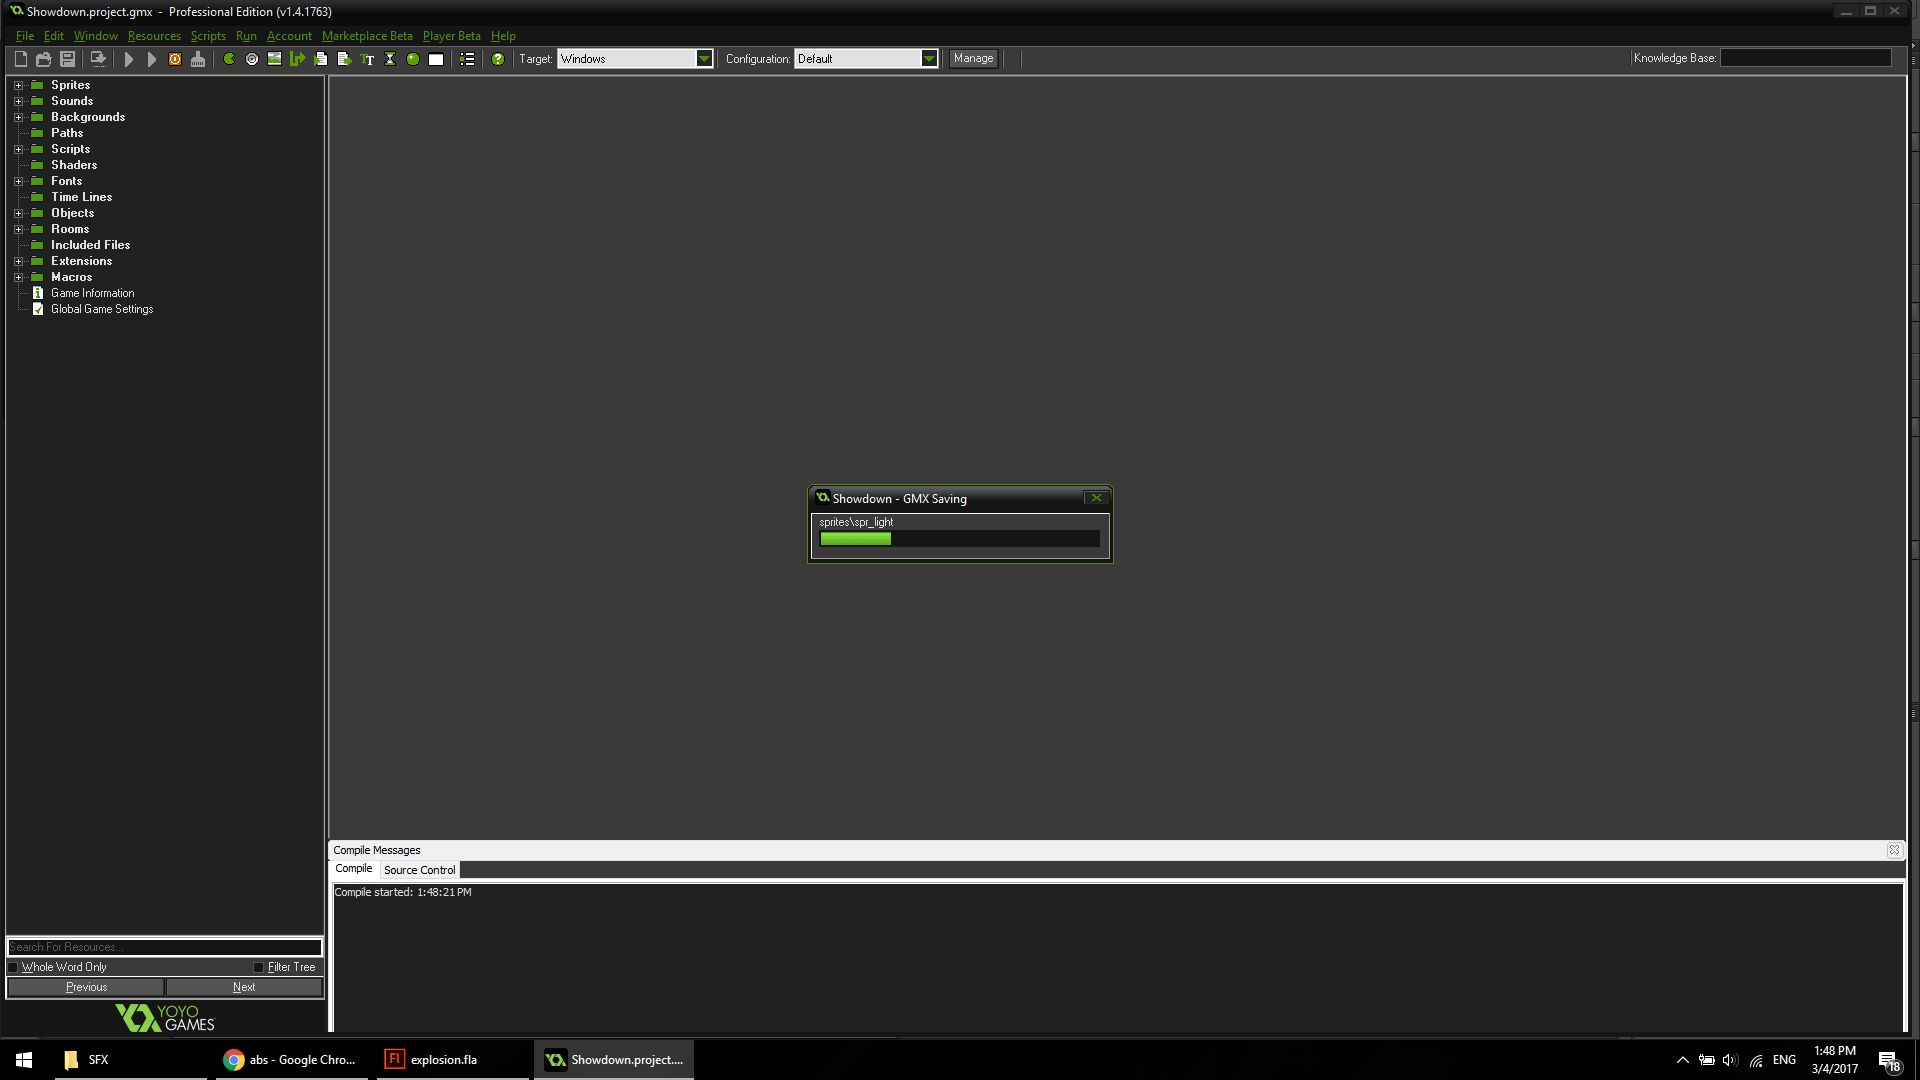 Showdown.project.gmx  -  Professional Edition (v1.4.1763)
File Edit Window Resources Scripts Run Account Marketplace Beta Player Beta Help
Target: Windows Configuration: Default Manage Knowledge Base:
Sprites
Sounds
Backgrounds
Paths
Scripts
Shaders
Fonts
Time Lines
Objects
Rooms
Included Files
Extensions
Macros
Game Information
Global Game Settings
Showdown - GMX Saving
sprites\spr_light
Compile Messages
Compile Source Control
Compile started: 1:48:21 PM
Search For Resources...
Whole Word Only Filter Tree
Previous Next
YOYO
GAMES
SFX
abs - Google Chro...
Fl explosion.fla
Showdown.project....
ENG
1:48 PM
3/4/2017
18